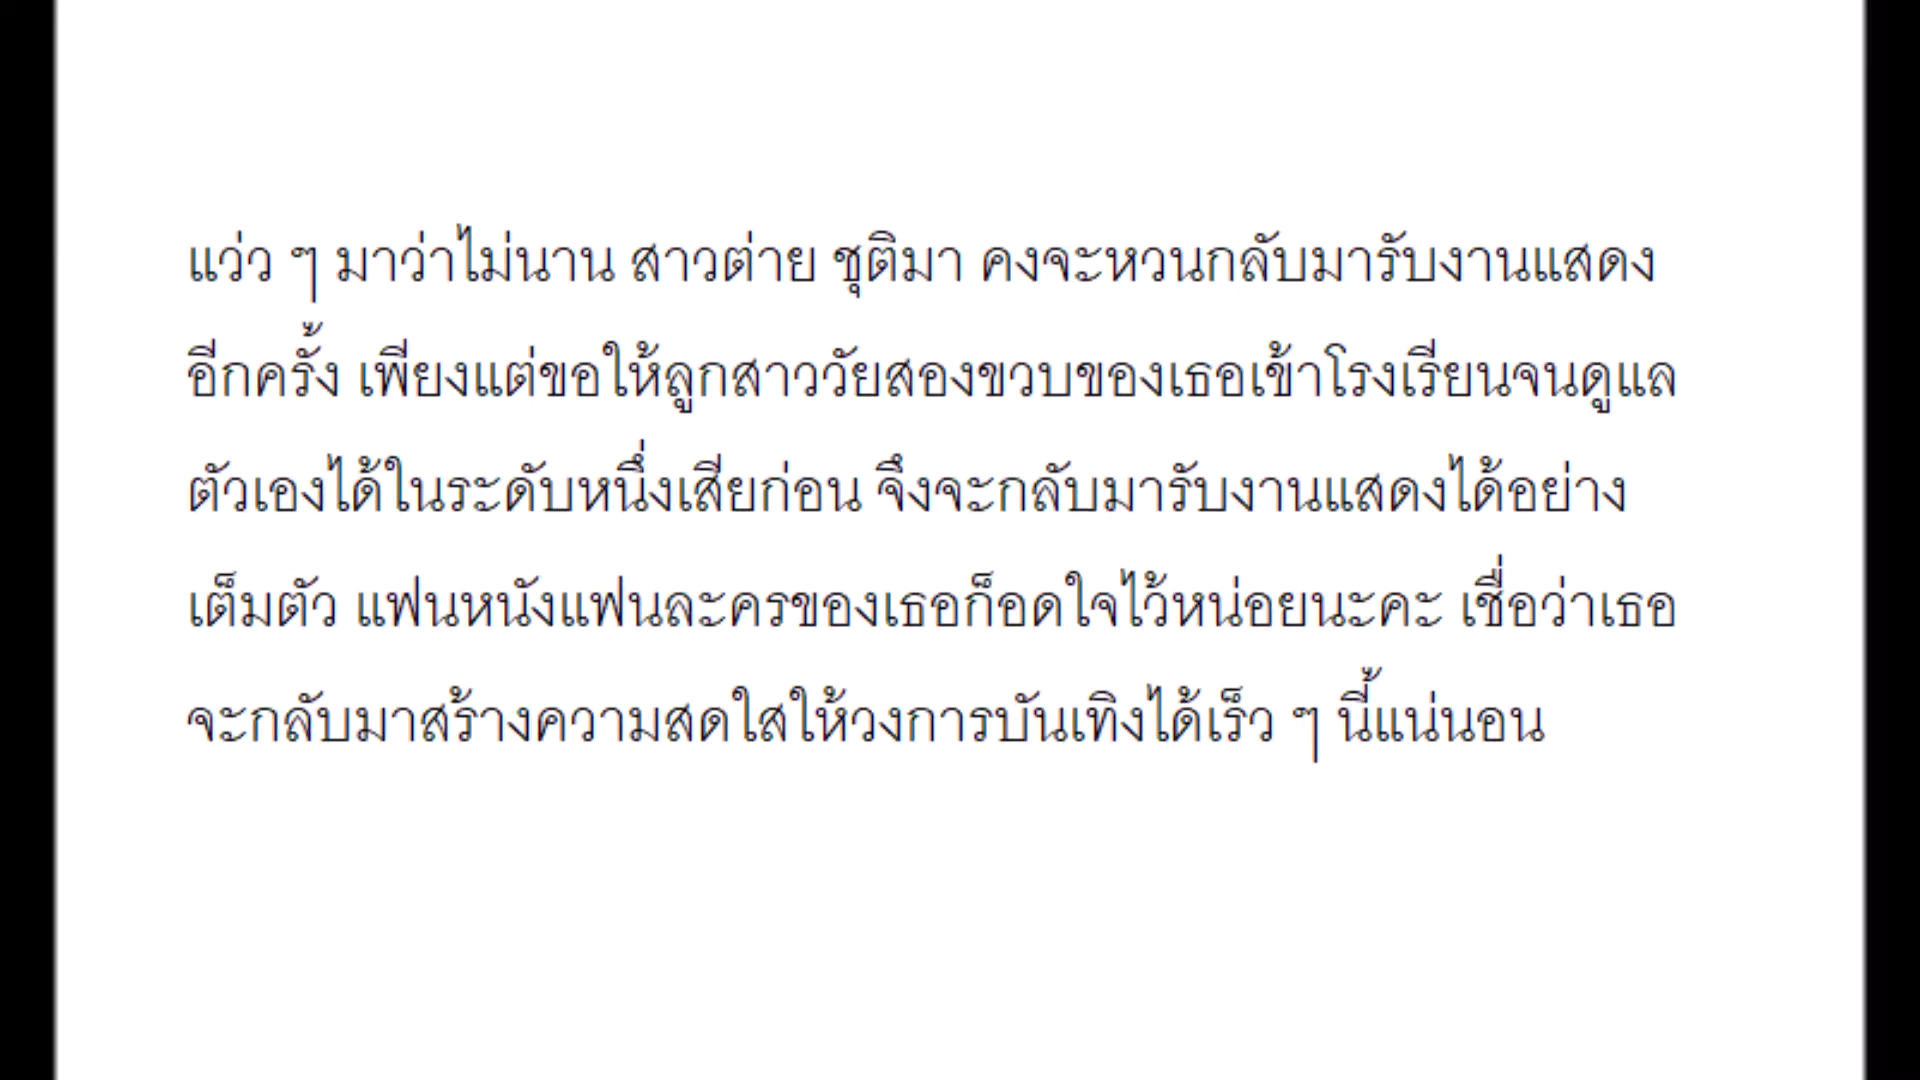 แว่ว ๆ มาว่าไม่นาน สาวต่าย ชุติมา คงจะหวนกลับมารับงานแสดง
อีกครั้ง เพียงแต่ขอให้ลูกสาววัยสองขวบของเธอเข้าโรงเรียนจนดูแล
ตัวเองได้ในระดับหนึ่งเสียก่อน จึงจะกลับมารับงานแสดงได้อย่าง
เต็มตัว แฟนหนังแฟนละครของเธอก็อดใจไว้หน่อยนะคะ เชื่อว่าเธอ
จะกลับมาสร้างความสดใสให้วงการบันเทิงได้เร็ว ๆ นี้แน่นอน